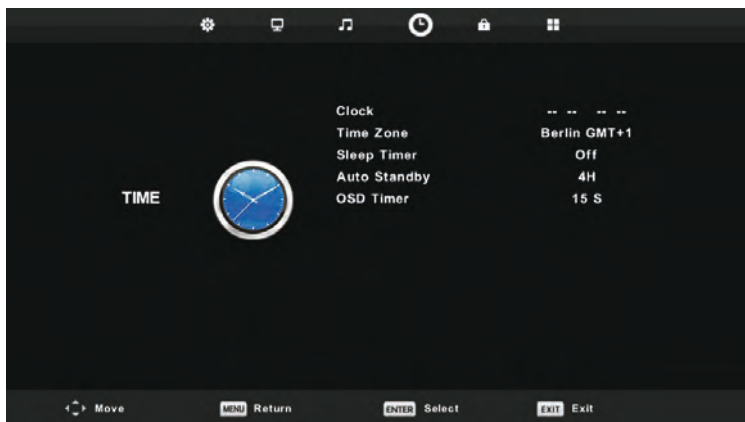 Clock -- -- -- --
Time Zone Berlin GMT+1
Sleep Timer Off
Auto Standby 4H
TIME
OSD Timer 15 S
Move MENU Return ENTER Select EXIT Exit